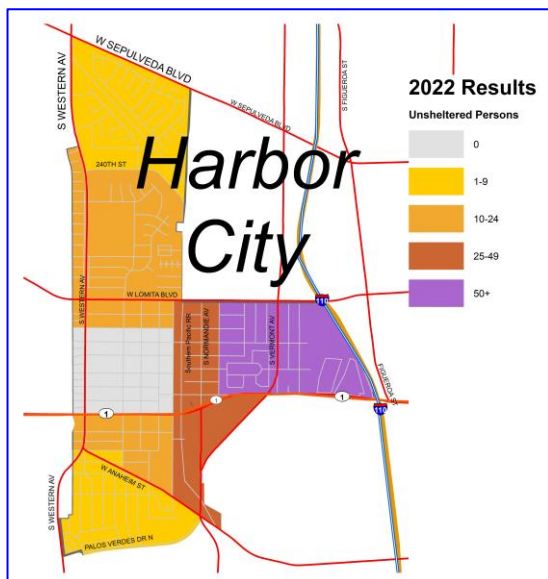 W SEPULVEDA BLVD
S WESTERN AV
S FIGUEROA ST
W SEPULVEDA BLVD
240TH ST
Harbor
City
2022 Results
Unsheltered Persons
0
1-9
10-24
25-49
50+
S WESTERN AV
W LOMITA BLVD
110
Southern Pacific RR
S NORMANDIE AV
S VERMONT AV
FIGUEROA ST
1
1
1
110
W ANAHEIM ST
S WESTERN AV
PALOS VERDES DR N